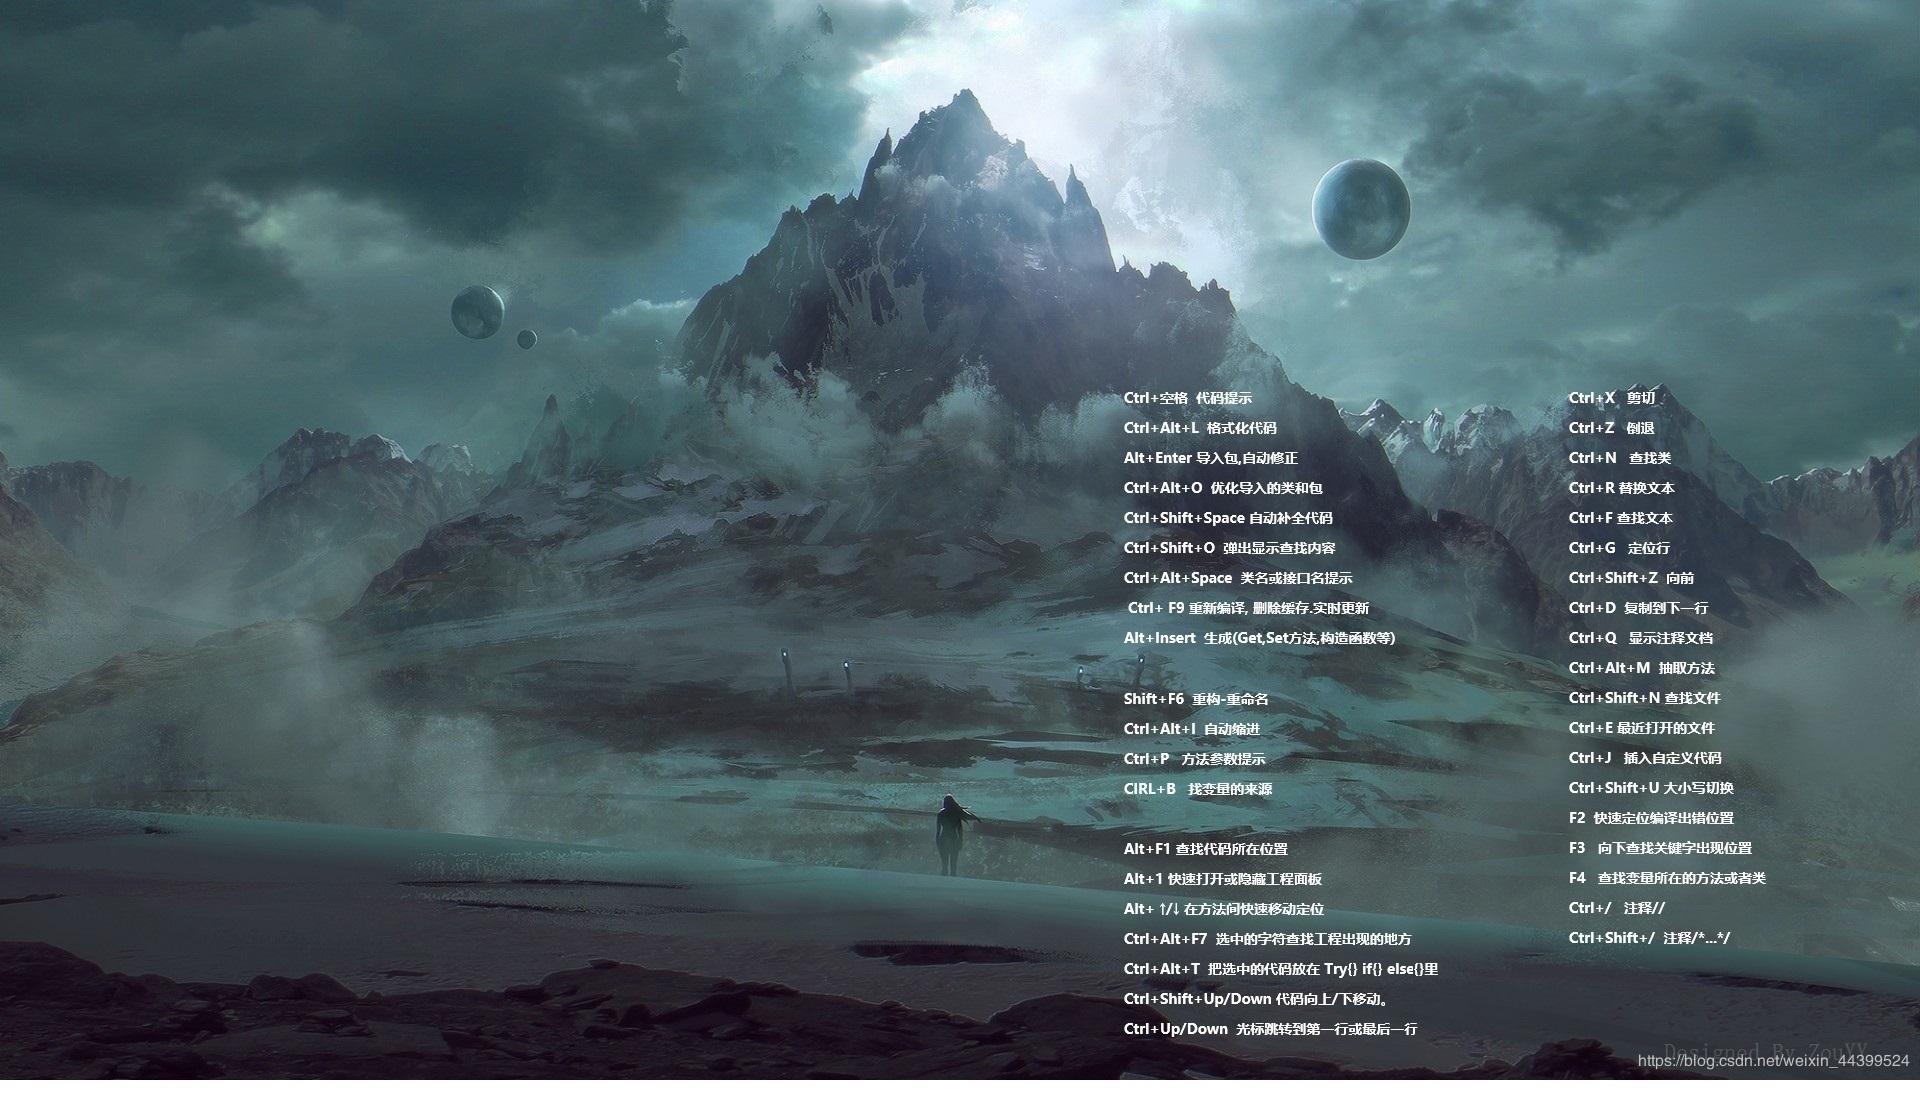 Ctrl+空格 代码提示
Ctrl+Alt+L 格式化代码
Alt+Enter 导入包,自动修正
Ctrl+Alt+O 优化导入的类和包
Ctrl+Shift+Space 自动补全代码
Ctrl+Shift+O 弹出显示查找内容
Ctrl+Alt+Space 类名或接口名提示
Ctrl+ F9 重新编译, 删除缓存.实时更新
Alt+Insert 生成(Get,Set方法,构造函数等)
Shift+F6 重构-重命名
Ctrl+Alt+I 自动缩进
Ctrl+P 方法参数提示
CIRL+B 找变量的来源
Alt+F1 查找代码所在位置
Alt+1 快速打开或隐藏工程面板
Alt+ ↑/↓ 在方法间快速移动定位
Ctrl+Alt+F7 选中的字符查找工程出现的地方
Ctrl+Alt+T 把选中的代码放在 Try{} if{} else{}里
Ctrl+Shift+Up/Down 代码向上/下移动。
Ctrl+Up/Down 光标跳转到第一行或最后一行
Ctrl+X 剪切
Ctrl+Z 倒退
Ctrl+N 查找类
Ctrl+R 替换文本
Ctrl+F 查找文本
Ctrl+G 定位行
Ctrl+Shift+Z 向前
Ctrl+D 复制到下一行
Ctrl+Q 显示注释文档
Ctrl+Alt+M 抽取方法
Ctrl+Shift+N 查找文件
Ctrl+E 最近打开的文件
Ctrl+J 插入自定义代码
Ctrl+Shift+U 大小写切换
F2 快速定位编译出错位置
F3 向下查找关键字出现位置
F4 查找变量所在的方法或者类
Ctrl+/ 注释//
Ctrl+Shift+/ 注释/*...*/
Designed By ZouYY
https://blog.csdn.net/weixin_44399524